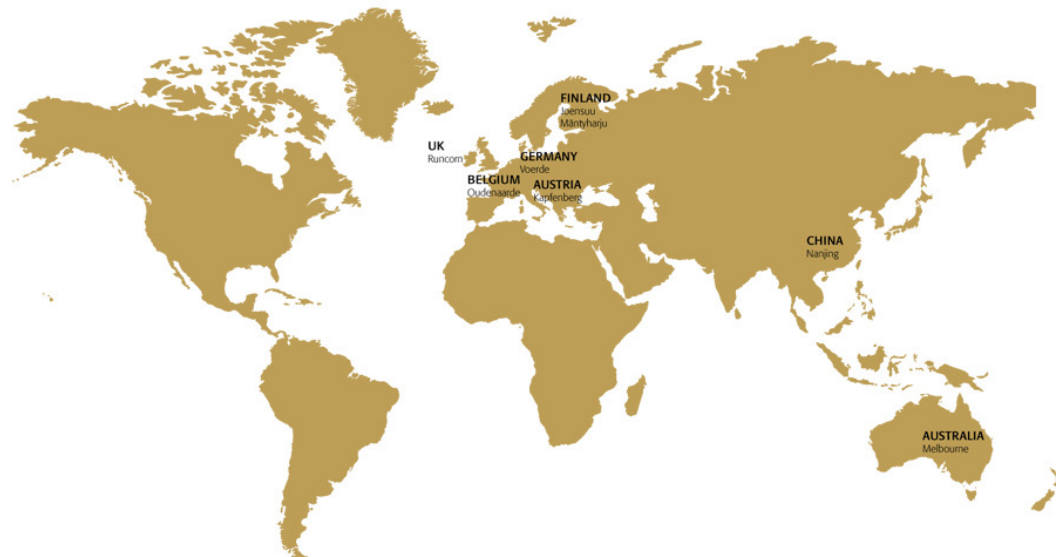 FINLAND
Joensuu
Mäntyharju
UK
Runcorn
GERMANY
Voerde
BELGIUM
Oudenaarde
AUSTRIA
Kapfenberg
CHINA
Nanjing
AUSTRALIA
Melbourne